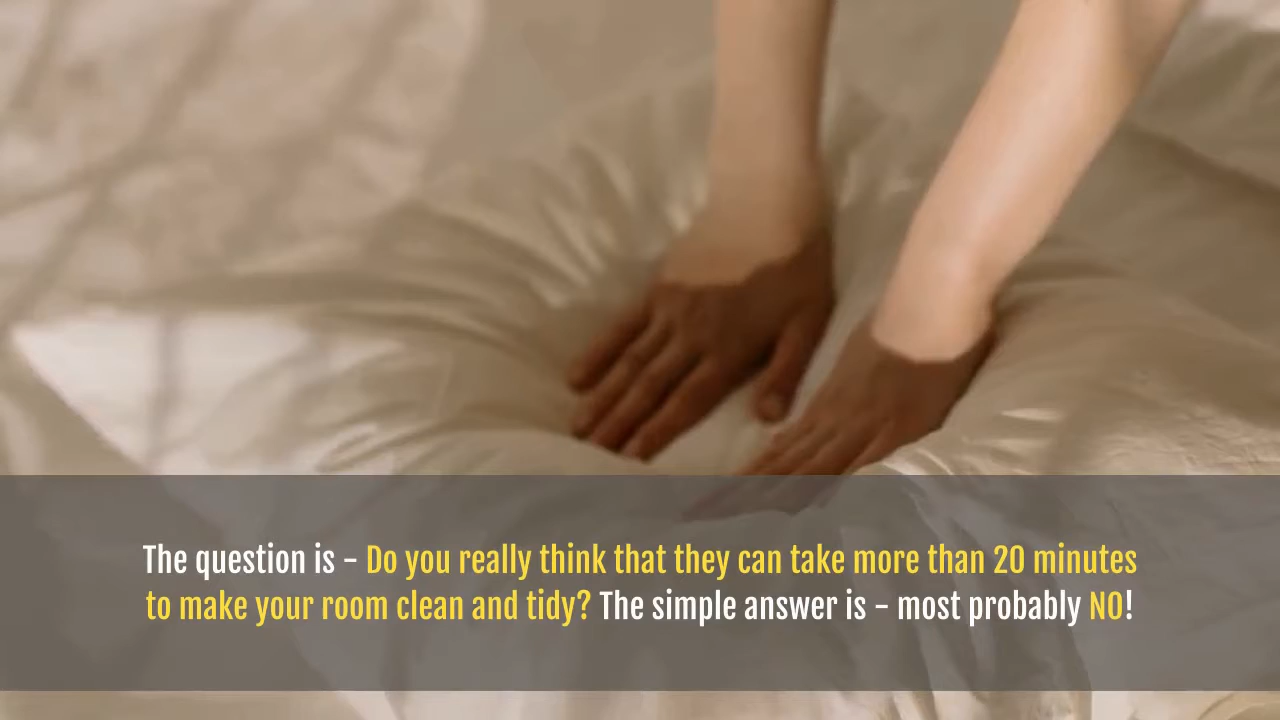 The question is - Do you really think that they can take more than 20 minutes
to make your room clean and tidy? The simple answer is - most probably NO!